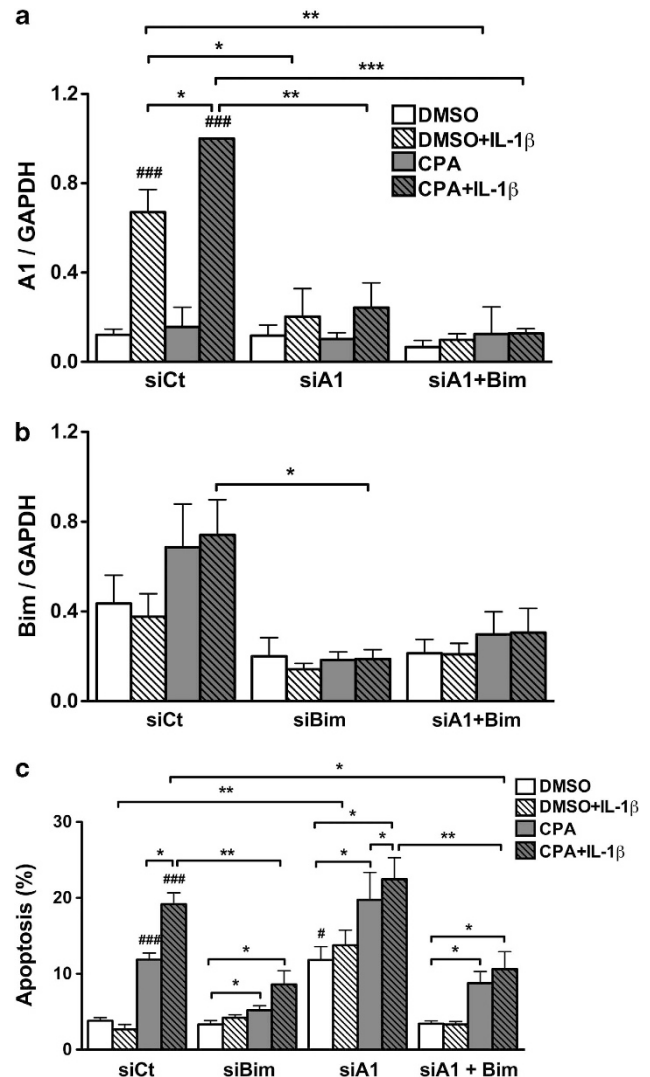 a
**
*
***
*
**
1.2
###
###
DMSO
DMSO+IL-1β
CPA
CPA+IL-1β
0.8
0.4
0.0
A1 / GAPDH
siCt siA1 siA1+Bim
b
1.2
*
0.8
0.4
0.0
Bim / GAPDH
siCt siBim siA1+Bim
c
*
**
DMSO
DMSO+IL-1β
CPA
CPA+IL-1β
30
*
* ** * * **
###
20
###
#
* * * *
10
0
Apoptosis (%)
siCt siBim siA1 siA1 + Bim